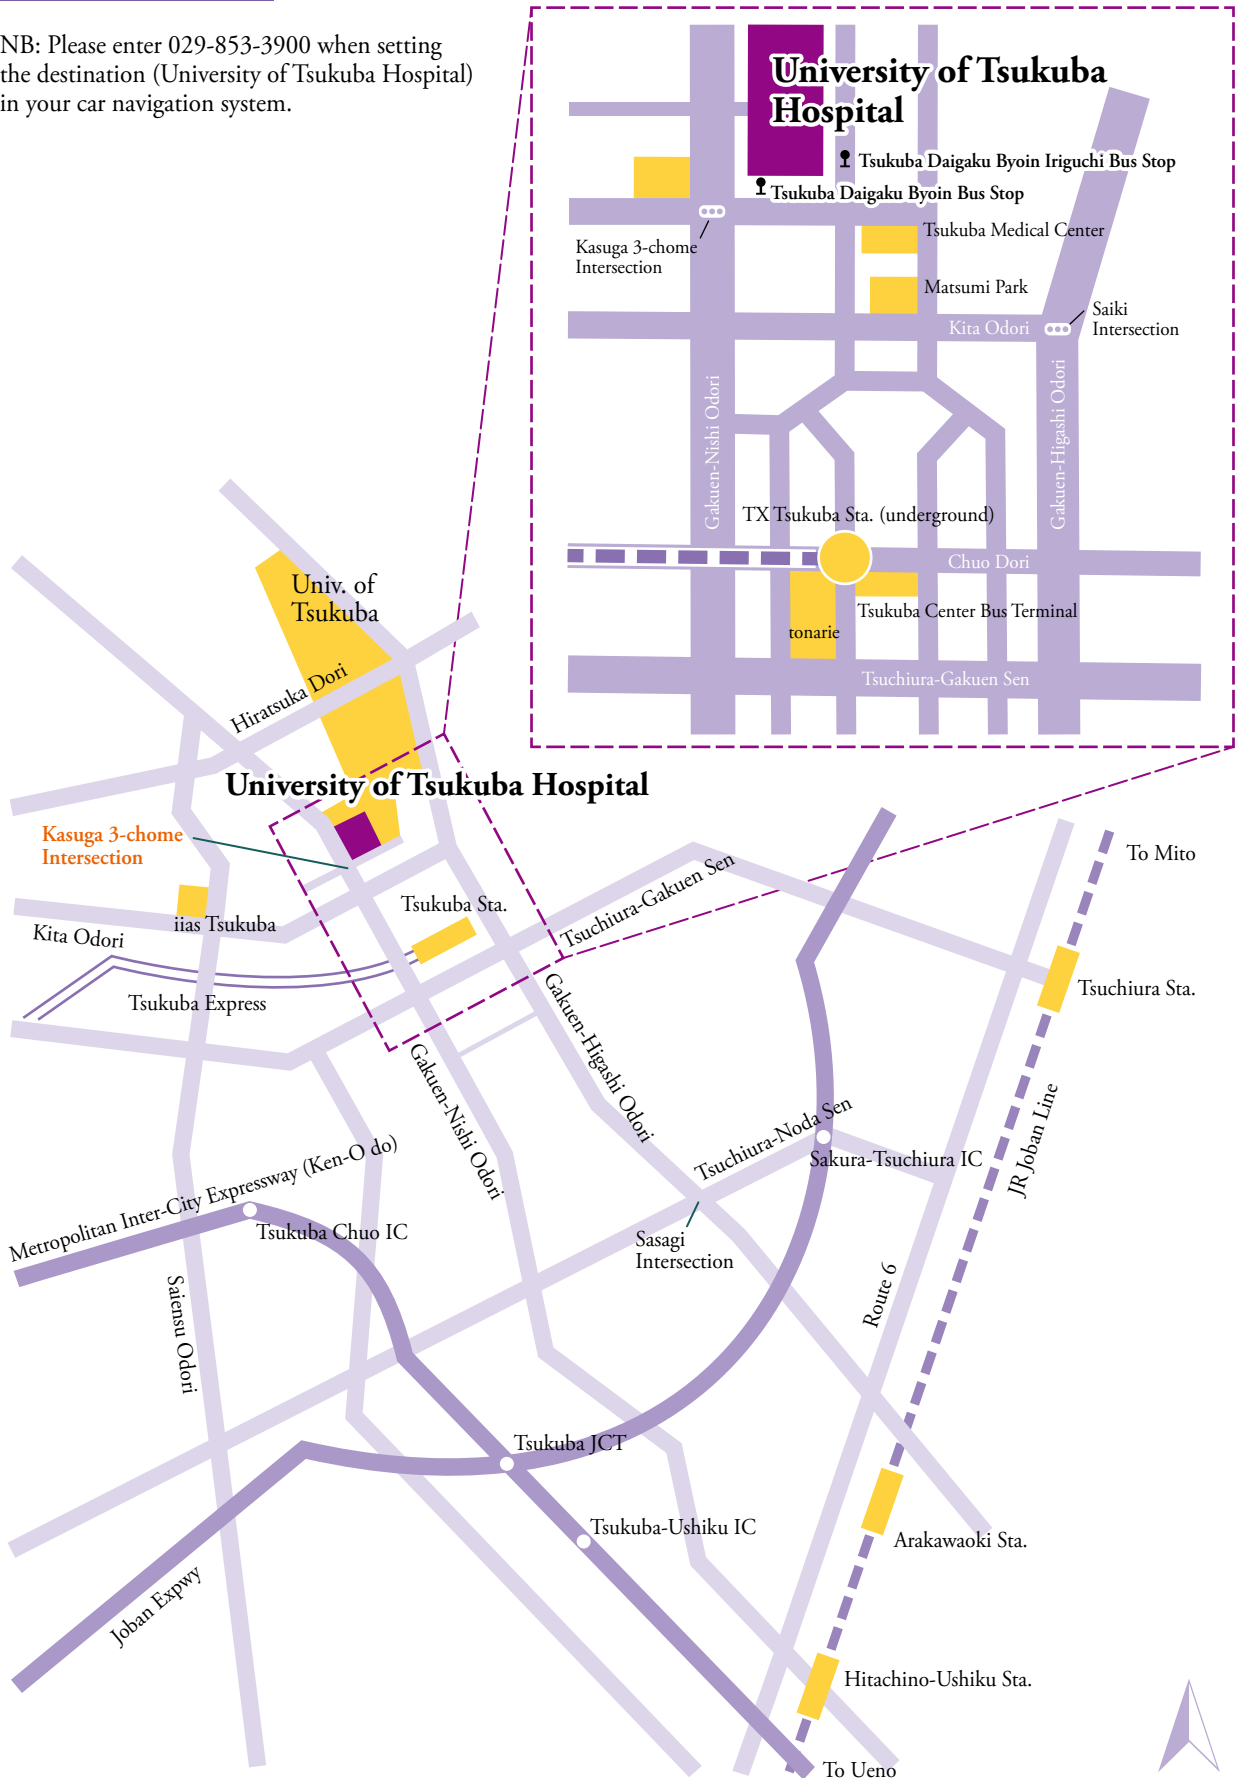 NB: Please enter 029-853-3900 when setting
the destination (University of Tsukuba Hospital)
in your car navigation system.
University of Tsukuba
Hospital
Tsukuba Daigaku Byoin Iriguchi Bus Stop
Tsukuba Daigaku Byoin Bus Stop
Tsukuba Medical Center
Kasuga 3-chome
Intersection
Matsumi Park
Saiki
Intersection
Kita Odori
Gakuen-Nishi Odori
Gakuen-Higashi Odori
TX Tsukuba Sta. (underground)
Chuo Dori
Tsukuba Center Bus Terminal
tonarie
Tsuchiura-Gakuen Sen
Univ. of
Tsukuba
Hiratsuka Dori
University of Tsukuba Hospital
Kasuga 3-chome
Intersection
Tsuchiura-Gakuen Sen
To Mito
Tsukuba Sta.
iias Tsukuba
Kita Odori
Tsukuba Express
Tsuchiura Sta.
Gakuen-Higashi Odori
Gakuen-Nishi Odori
Tsuchiura-Noda Sen
Sakura-Tsuchiura IC
JR Joban Line
Metropolitan Inter-City Expressway (Ken-O do)
Tsukuba Chuo IC
Sasagi
Intersection
Saiensu Odori
Route 6
Tsukuba JCT
Tsukuba-Ushiku IC
Arakawaoki Sta.
Joban Expwy
Hitachino-Ushiku Sta.
To Ueno